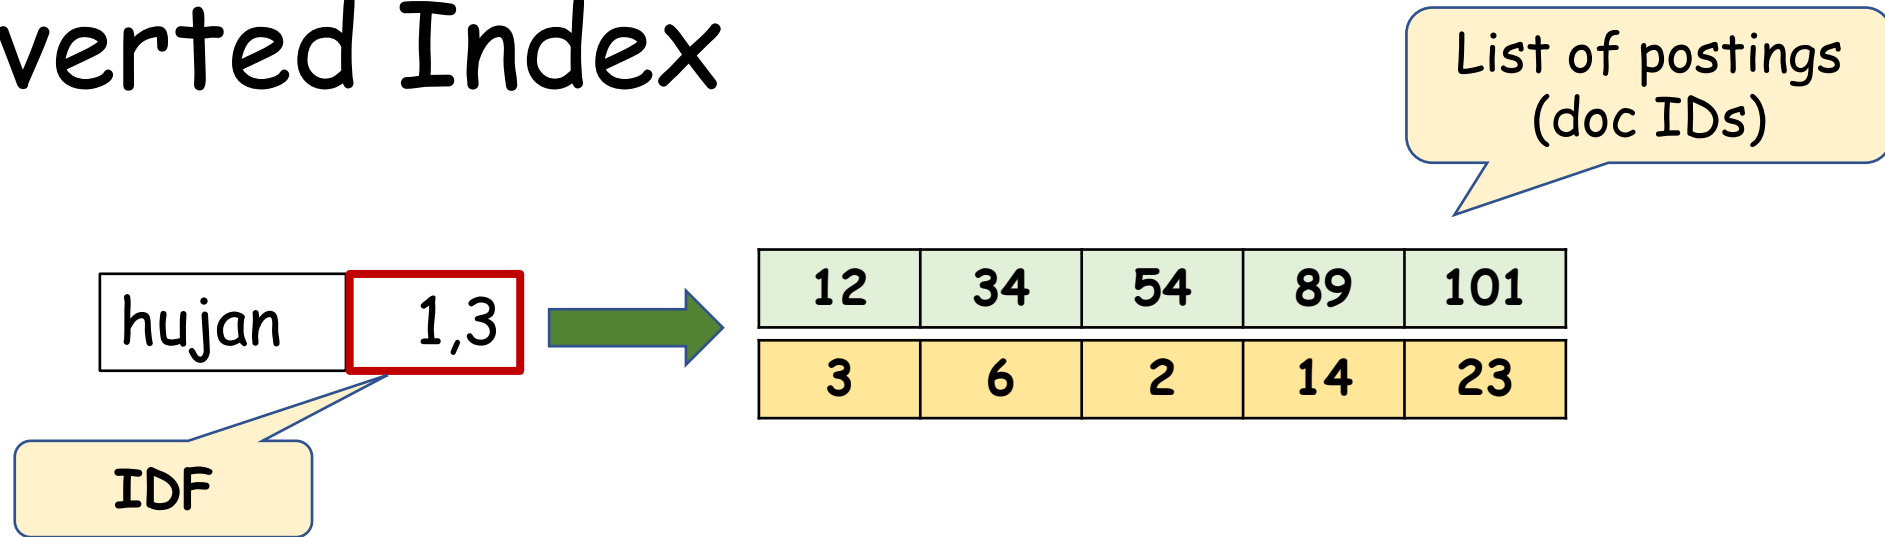 verted Index
List of postings
(doc IDs)
hujan 1,3
12 34 54 89 101
3 6 2 14 23
IDF